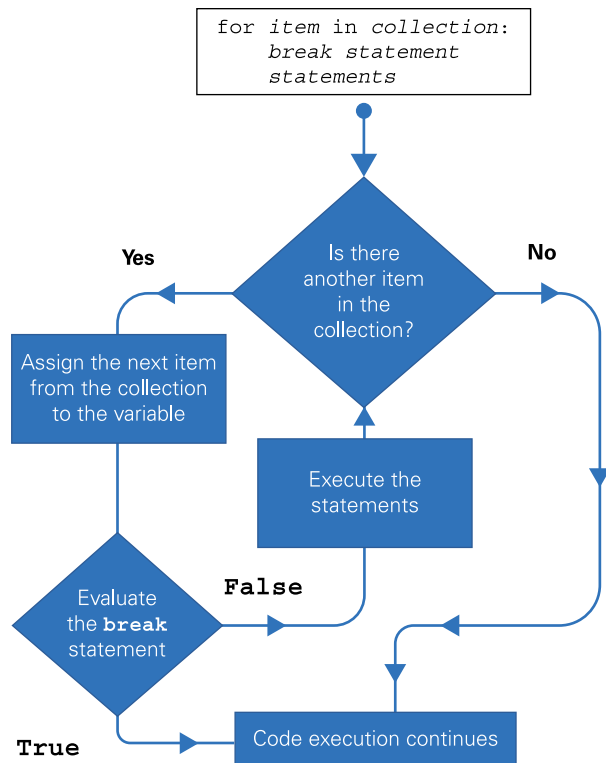 for item in collection:
break statement
statements
Is there
another item
in the
collection?
Yes
No
Assign the next item
from the collection
to the variable
Execute the
statements
Evaluate
the break
statement
False
True
Code execution continues